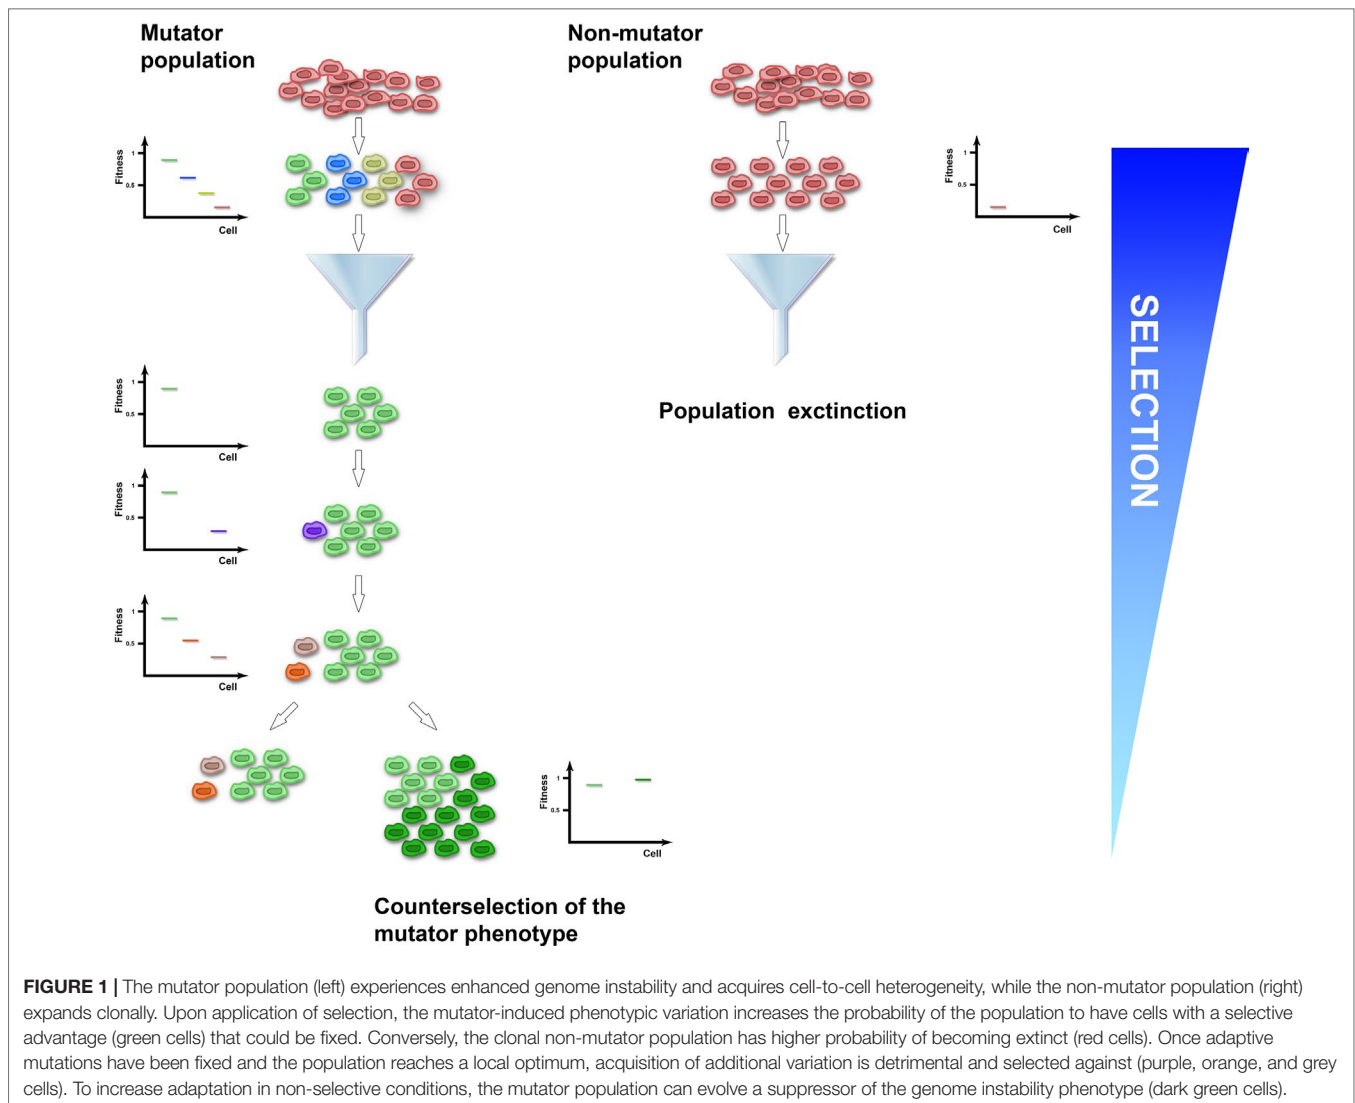 Mutator
population
Non-mutator
population
Fitness
1
0.5
Cell
Fitness
1
0.5
Cell
SELECTION
Fitness
1
0.5
Cell
Population exctinction
Fitness
1
0.5
Cell
Fitness
1
0.5
Cell
Fitness
1
0.5
Cell
Counterselection of the
mutator phenotype
FIGURE 1 | The mutator population (left) experiences enhanced genome instability and acquires cell-to-cell heterogeneity, while the non-mutator population (right)
expands clonally. Upon application of selection, the mutator-induced phenotypic variation increases the probability of the population to have cells with a selective
advantage (green cells) that could be fixed. Conversely, the clonal non-mutator population has higher probability of becoming extinct (red cells). Once adaptive
mutations have been fixed and the population reaches a local optimum, acquisition of additional variation is detrimental and selected against (purple, orange, and grey
cells). To increase adaptation in non-selective conditions, the mutator population can evolve a suppressor of the genome instability phenotype (dark green cells).